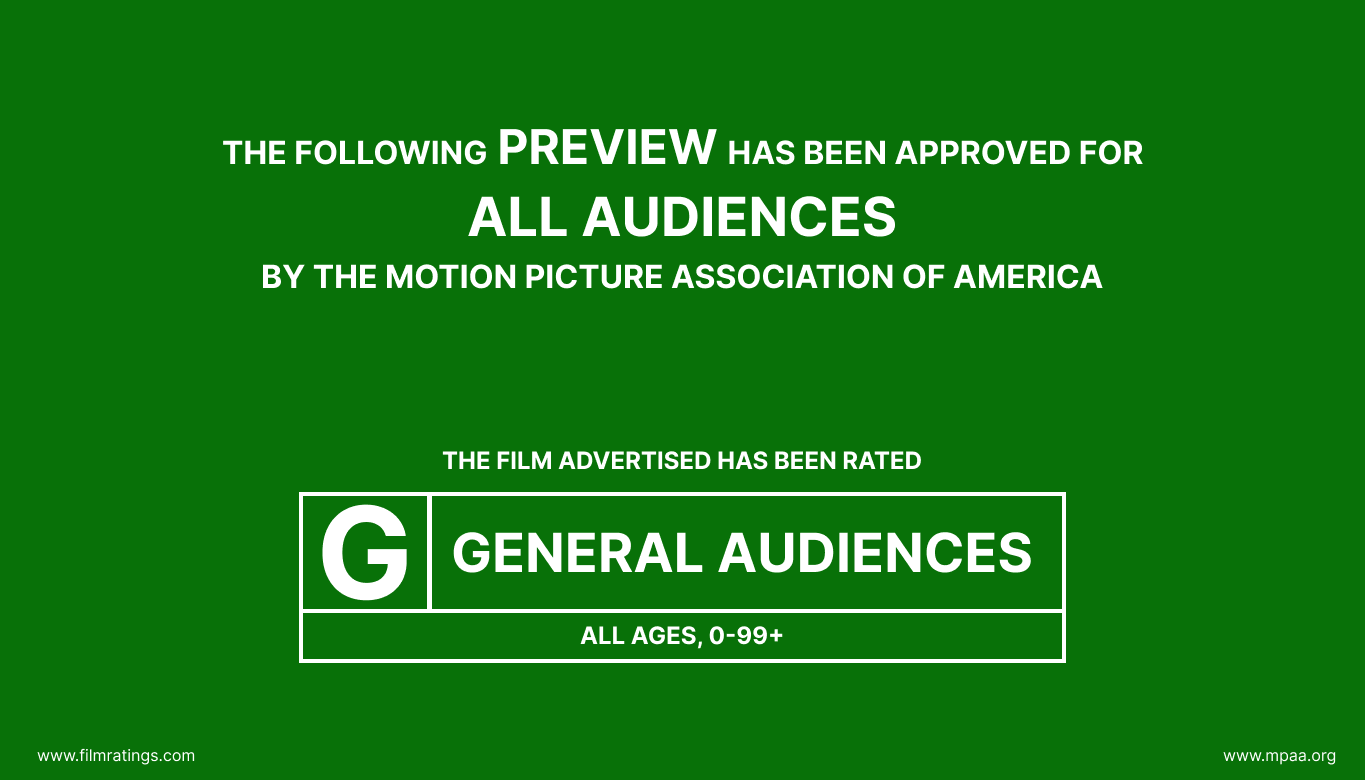 THE FOLLOWING PREVIEW HAS BEEN APPROVED FOR
ALL AUDIENCES
BY THE MOTION PICTURE ASSOCIATION OF AMERICA
THE FILM ADVERTISED HAS BEEN RATED
G GENERAL AUDIENCES
ALL AGES, 0-99+
www.filmratings.com www.mpaa.org